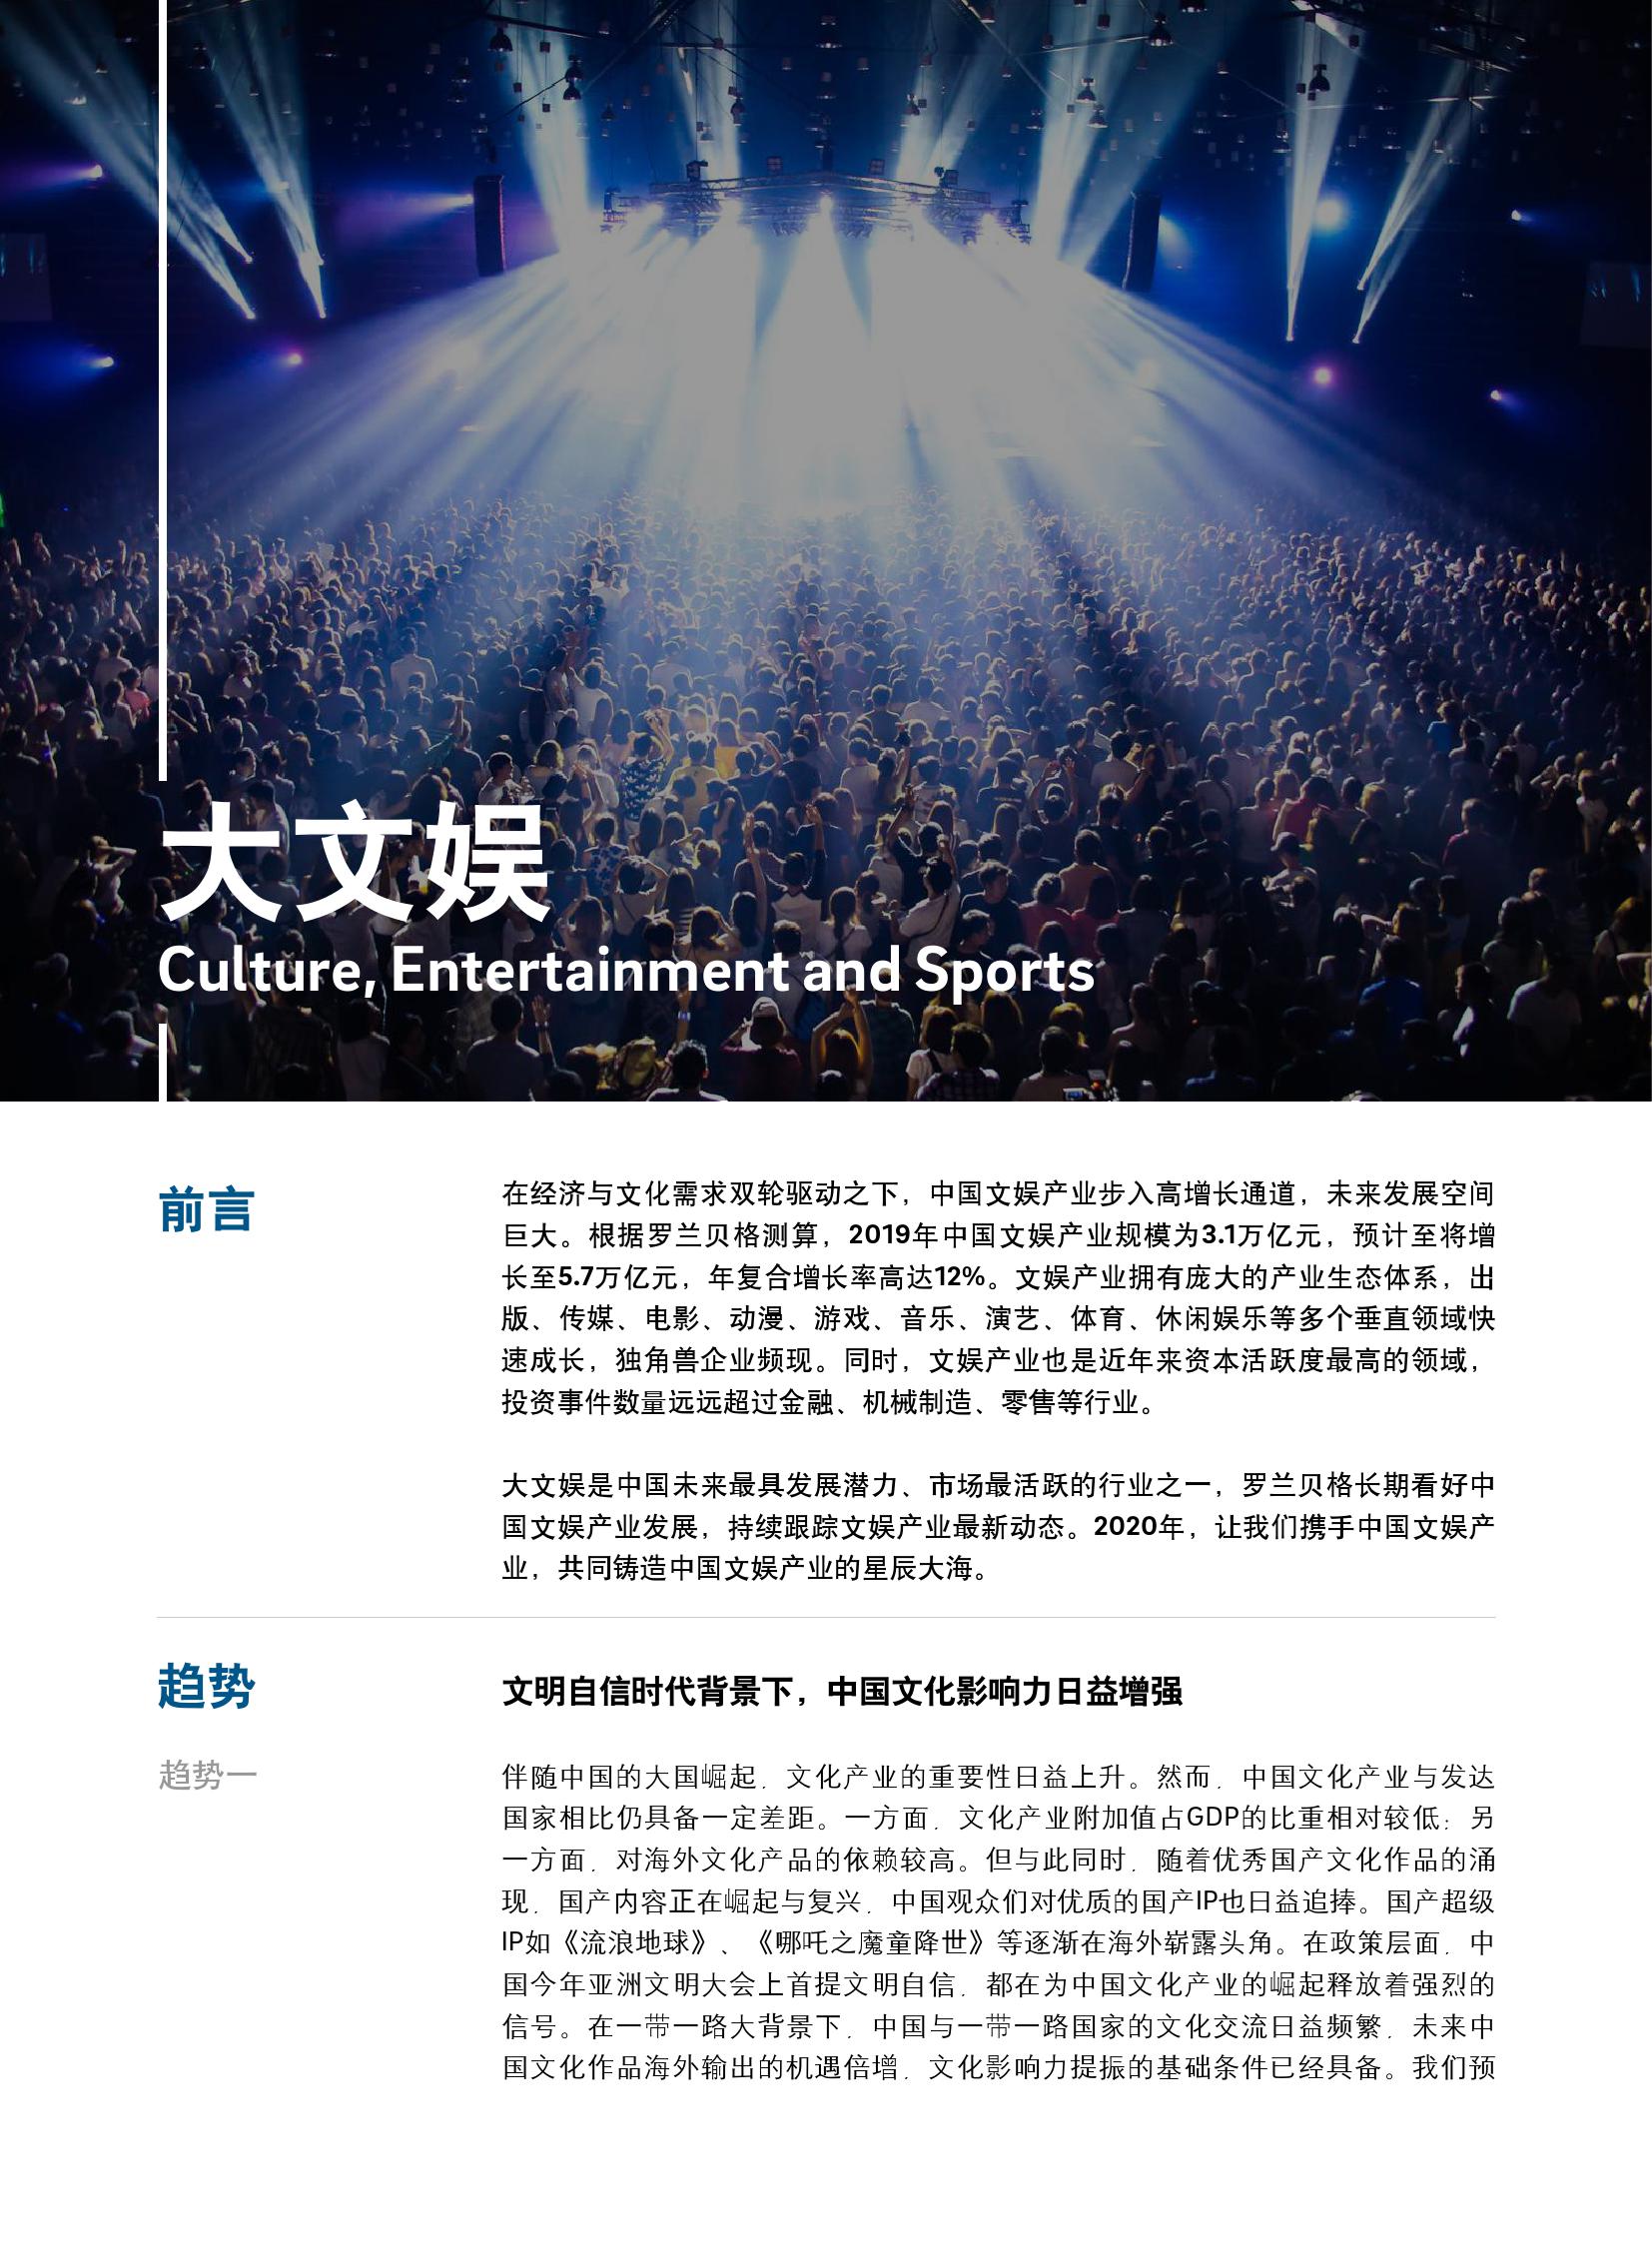 大文娱
Culture, Entertainment and Sports
前言
在经济与文化需求双轮驱动之下，中国文娱产业步入高增长通道，未来发展空间
巨大。根据罗兰贝格测算，2019年中国文娱产业规模为3.1万亿元，预计至将增
长至5.7万亿元，年复合增长率高达12%。文娱产业拥有庞大的产业生态体系，出
版、传媒、电影、动漫、游戏、音乐、演艺、体育、休闲娱乐等多个垂直领域快
速成长，独角兽企业频现。同时，文娱产业也是近年来资本活跃度最高的领域，
投资事件数量远远超过金融、机械制造、零售等行业。
大文娱是中国未来最具发展潜力、市场最活跃的行业之一，罗兰贝格长期看好中
国文娱产业发展，持续跟踪文娱产业最新动态。2020年，让我们携手中国文娱产
业，共同铸造中国文娱产业的星辰大海。
趋势
文明自信时代背景下，中国文化影响力日益增强
趋势一
伴随中国的大国崛起，文化产业的重要性日益上升。然而，中国文化产业与发达
国家相比仍具备一定差距。一方面，文化产业附加值占GDP的比重相对较低；另
一方面，对海外文化产品的依赖较高。但与此同时，随着优秀国产文化作品的涌
现，国产内容正在崛起与复兴，中国观众们对优质的国产IP也日益追捧。国产超级
IP如《流浪地球》、《哪吒之魔童降世》等逐渐在海外崭露头角。在政策层面，中
国今年亚洲文明大会上首提文明自信，都在为中国文化产业的崛起释放着强烈的
信号。在一带一路大背景下，中国与一带一路国家的文化交流日益频繁，未来中
国文化作品海外输出的机遇倍增，文化影响力提振的基础条件已经具备。我们预